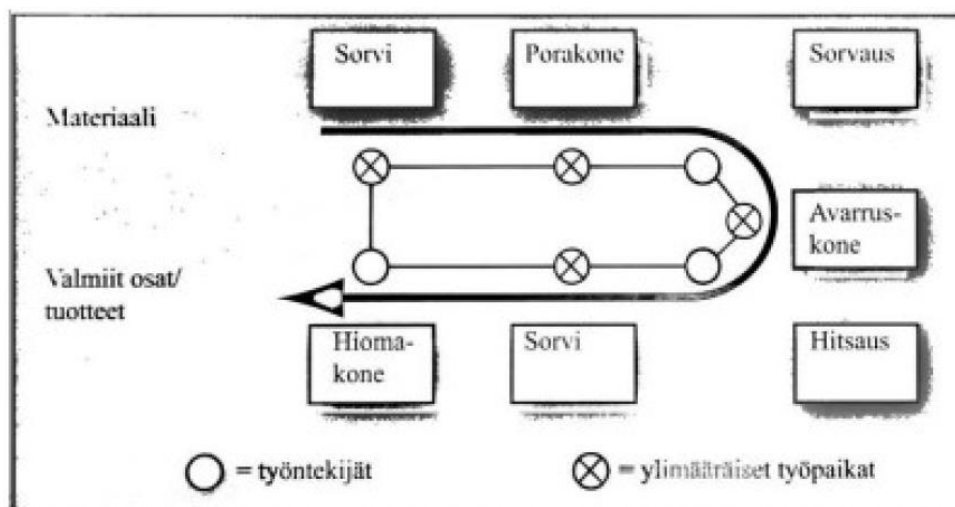 Sorvi
Porakone
Sorvaus
Materiaali
Avarrus-
kone
Valmiit osat/
tuotteet
Hioma-
kone
Sorvi
Hitsaus
= työntekijät
= ylimääräiset työpaikat